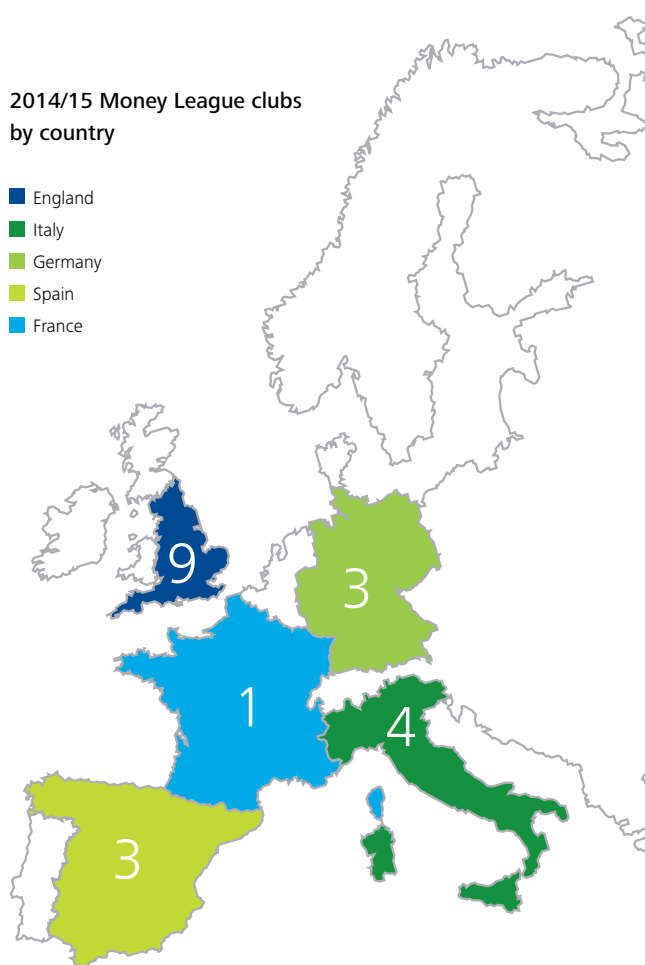 2014/15 Money League clubs
by country
England
Italy
Germany
Spain
France
9
3
1
4
3